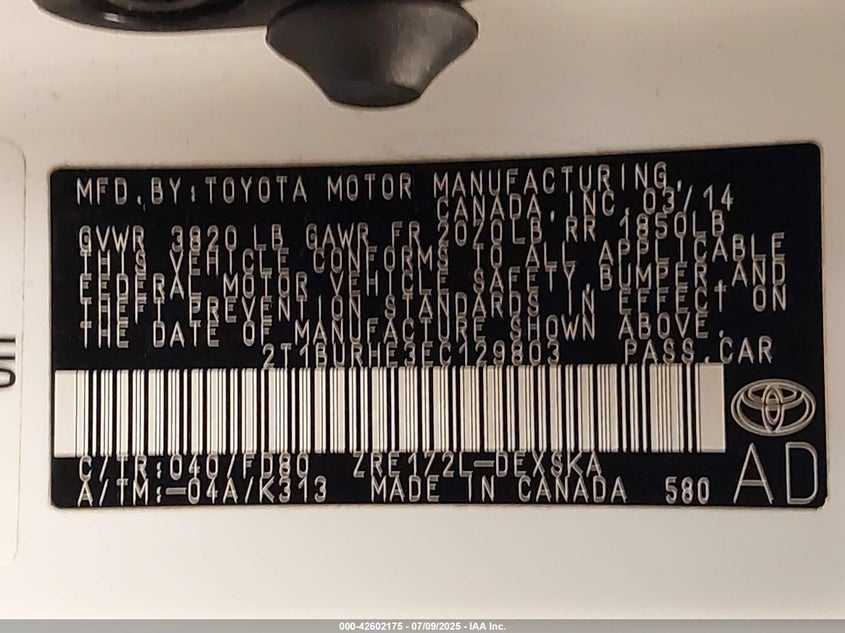 MFD.BY:TOYOTA MOTOR MANUFACTURING,
CANADA,INC.03/14
GVWR 3820 LB GAWR FR 2020LB RR 1850LB
THIS VEHICLE CONFORMS TO ALL APPLICABLE
FEDERAL MOTOR VEHICLE SAFETY,BUMPER,AND
THEFT PREVENTION STANDARDS IN EFFECT ON
THE DATE OF MANUFACTURE SHOWN ABOVE.
2T1BURHE3EC129803 PASS.CAR
C/TR:040/FD80 ZRE172L-DEXSKA
A/TM:-04A/K313 MADE IN CANADA 580 AD
000-42602175 - 07/09/2025 - IAA Inc.